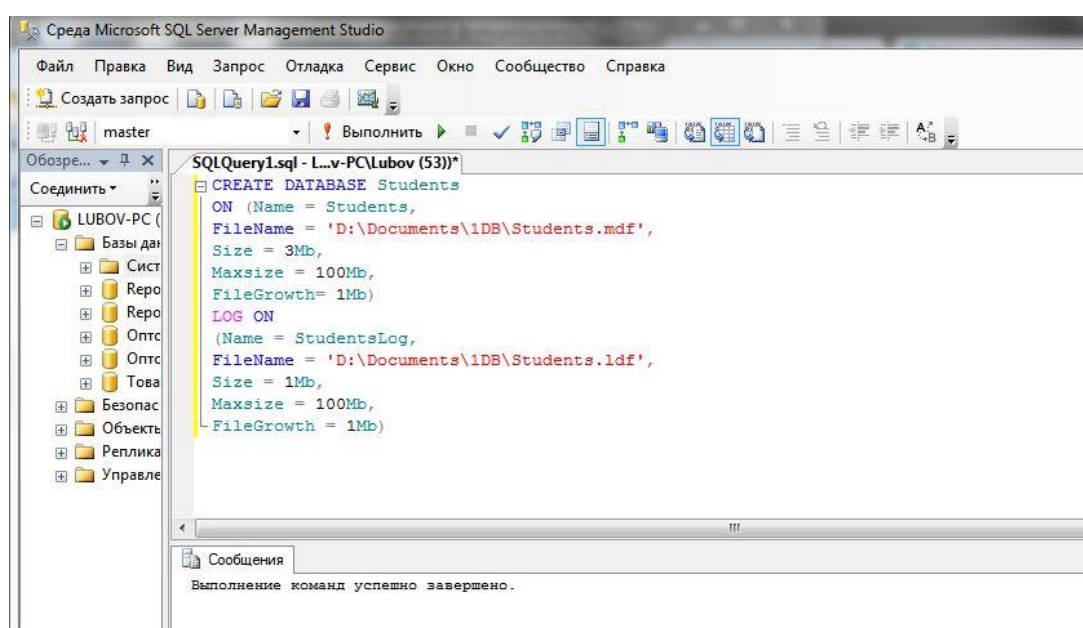 Среда Microsoft SQL Server Management Studio
Файл Правка Вид Запрос Отладка Сервис Окно Сообщество Справка
Создать запрос
master
Выполнить
Обозре...
SQLQuery1.sql - L...v-PC\Lubov (53))*
Соединить
LUBOV-PC (
Базы дан
Сист
Repo
Repo
Оптс
Оптс
Това
Безопас
Объекть
Реплика
Управле
CREATE DATABASE Students
ON (Name = Students,
FileName = 'D:\Documents\1DB\Students.mdf',
Size = 3Mb,
Maxsize = 100Mb,
FileGrowth= 1Mb)
LOG ON
(Name = StudentsLog,
FileName = 'D:\Documents\1DB\Students.ldf',
Size = 1Mb,
Maxsize = 100Mb,
FileGrowth = 1Mb)
Сообщения
Выполнение команд успешно завершено.